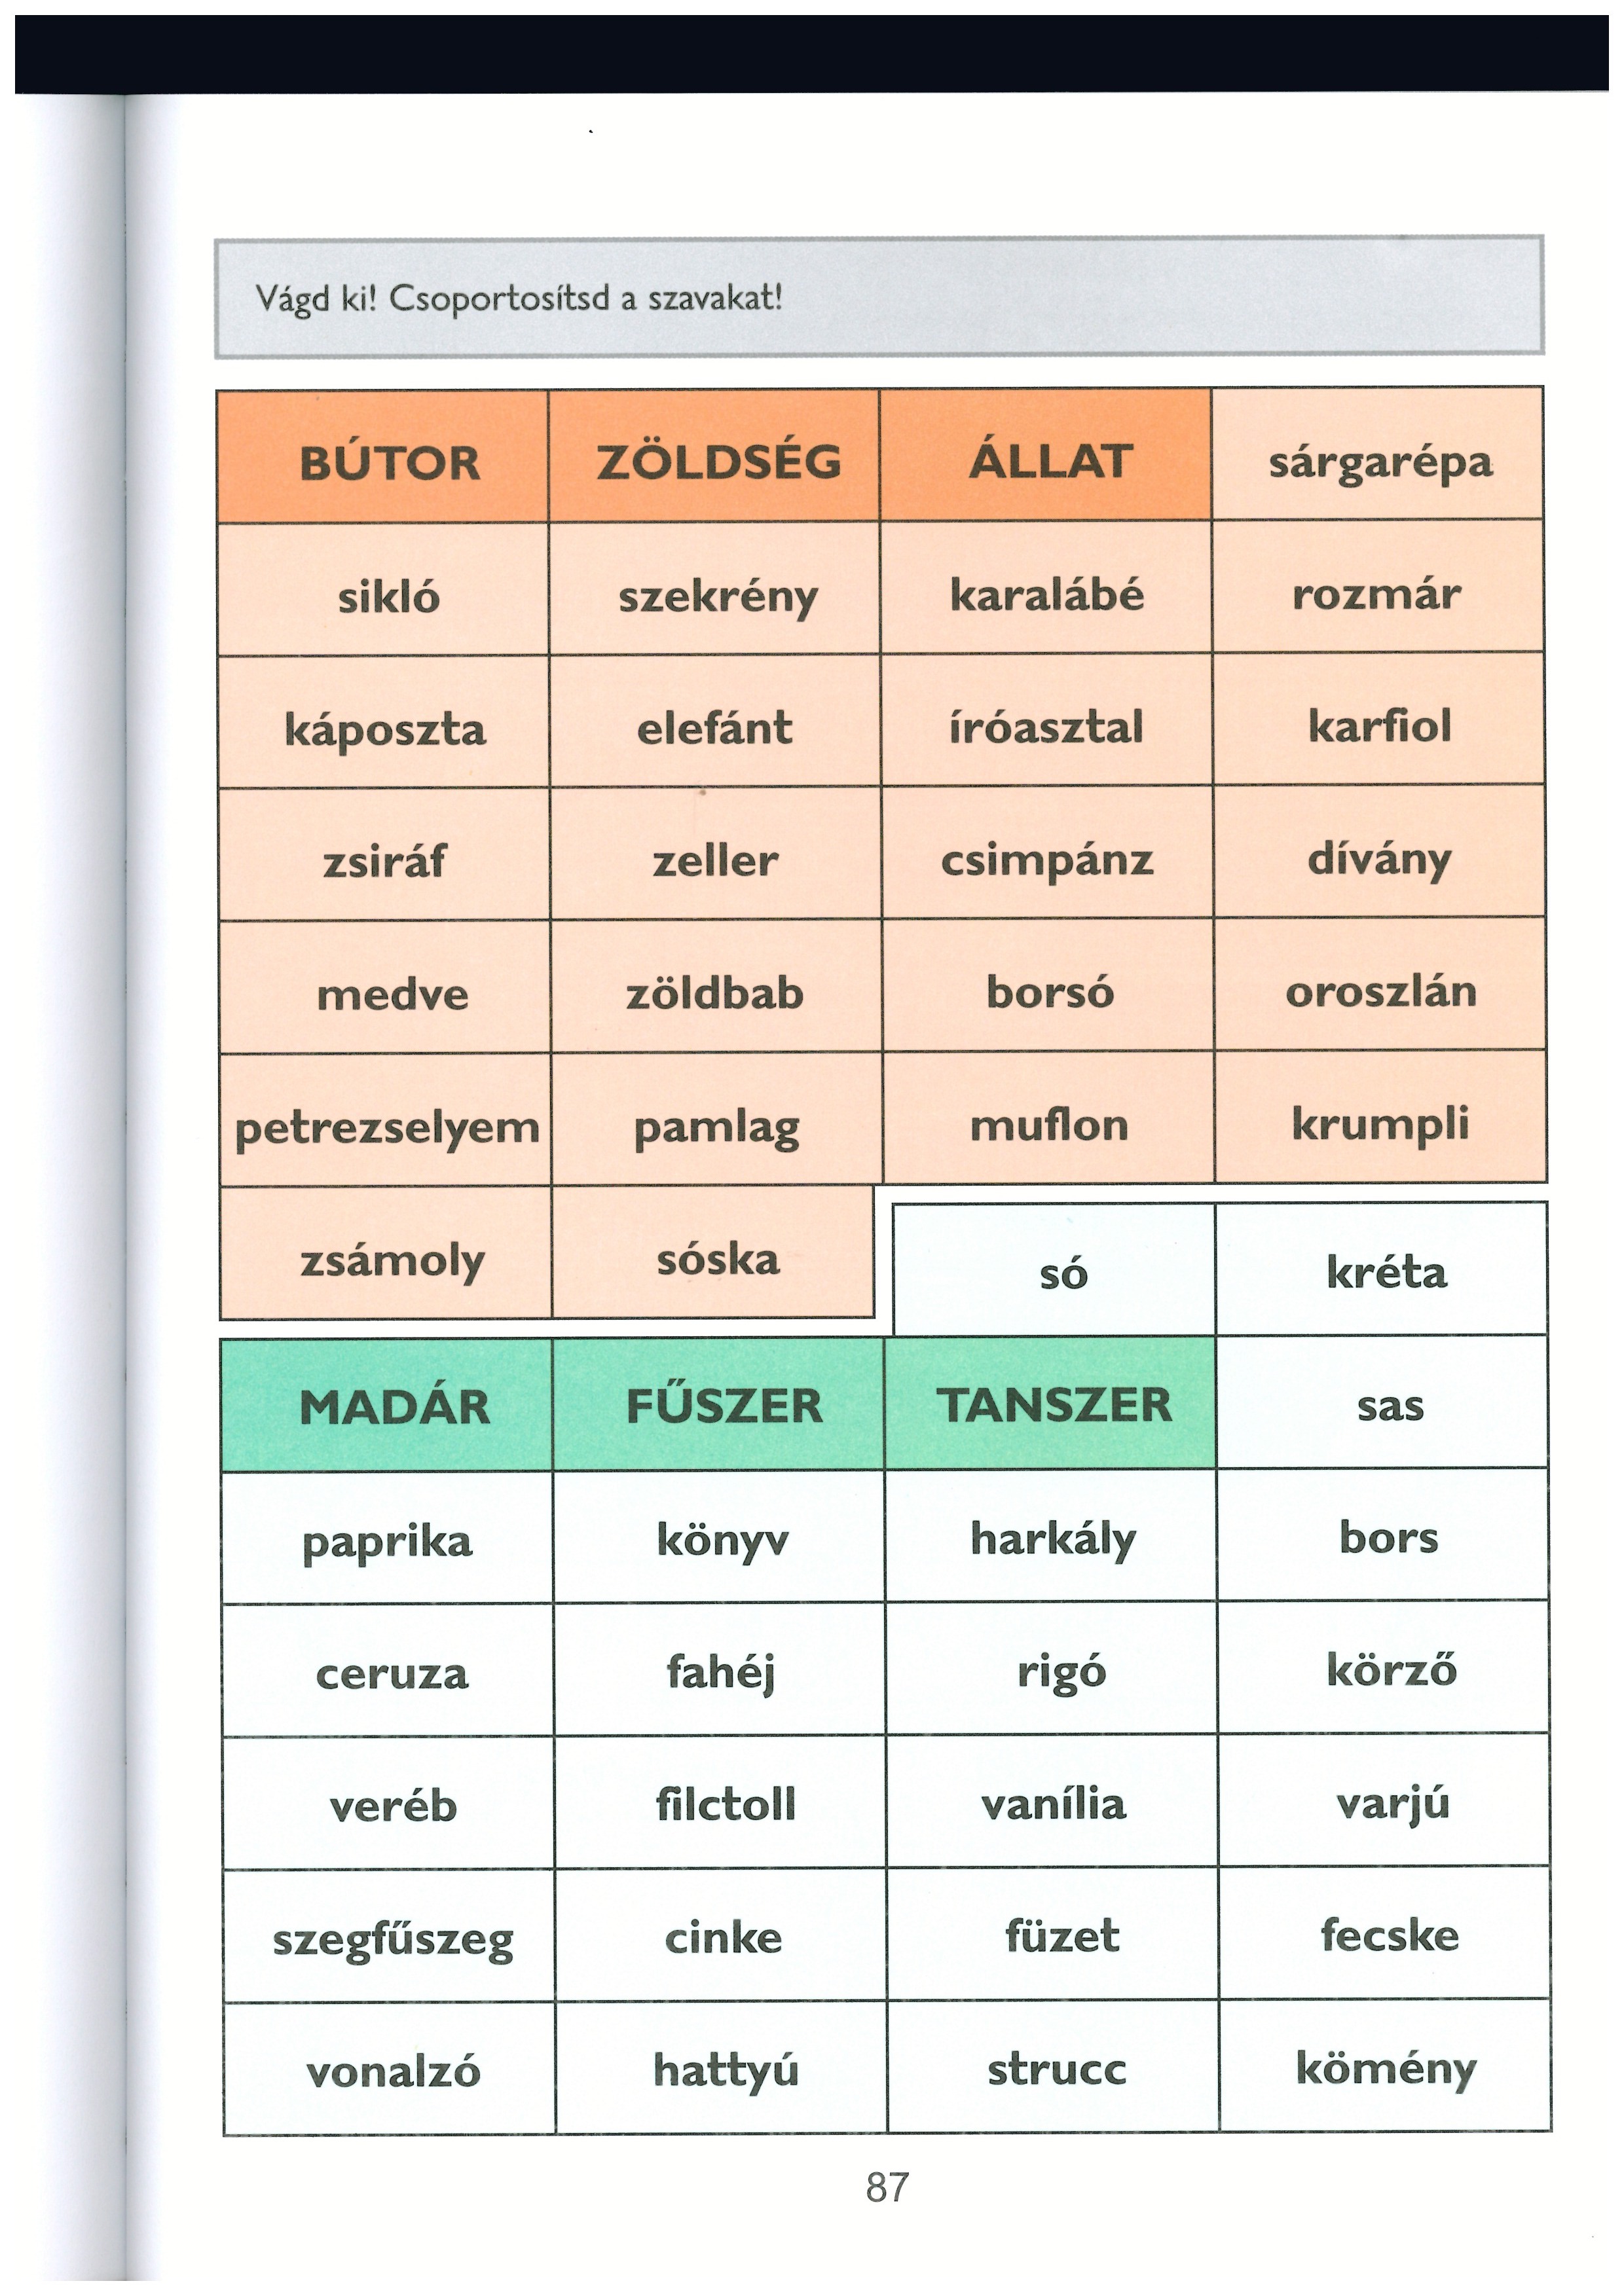 Vágd ki! Csoportosítsd a szavakat!
BÚTOR ZÖLDSÉG ÁLLAT sárgarépa
sikló szekrény karalábé rozmár
káposzta elefánt íróasztal karfiol
zsiráf zeller csimpánz dívány
medve zöldbab borsó oroszlán
petrezselyem pamlag muflon krumpli
zsámoly sóska só kréta
MADÁR FŰSZER TANSZER sas
paprika könyv harkály bors
ceruza fahéj rigó körző
veréb filctoll vanília varjú
szegfűszeg cinke füzet fecske
vonalzó hattyú strucc kömény
87